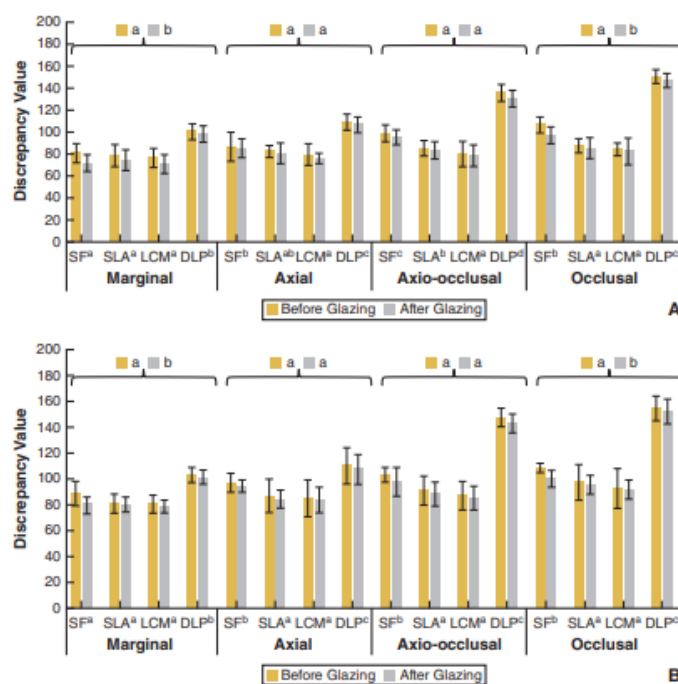 200
180
160
140
120
100
80
60
40
20
0
Discrepancy Value
a b
a a
a a
a b
SFᵃ SLAᵃ LCMᵃ DLPᵇ SFᵇ SLAᵃᵇ LCMᵃ DLPᶜ SFᶜ SLAᵇ LCMᵃ DLPᵈ SFᵇ SLAᵃ LCMᵃ DLPᶜ
Marginal Axial Axio-occlusal Occlusal
Before Glazing After Glazing
A
200
180
160
140
120
100
80
60
40
20
0
Discrepancy Value
a b
a a
a a
a b
SFᵃ SLAᵃ LCMᵃ DLPᵇ SFᵇ SLAᵃ LCMᵃ DLPᶜ SFᵇ SLAᵃ LCMᵃ DLPᶜ SFᵇ SLAᵃ LCMᵃ DLPᶜ
Marginal Axial Axio-occlusal Occlusal
Before Glazing After Glazing
B